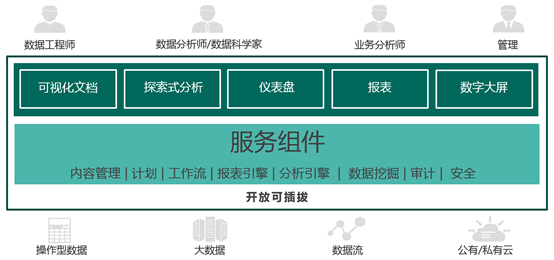 数据工程师 数据分析师/数据科学家 业务分析师 管理
可视化文档 探索式分析 仪表盘 报表 数字大屏
服务组件
内容管理 | 计划 | 工作流 | 报表引擎 | 分析引擎 | 数据挖掘 | 审计 | 安全
开放可插拔
操作型数据 大数据 数据流 公有/私有云